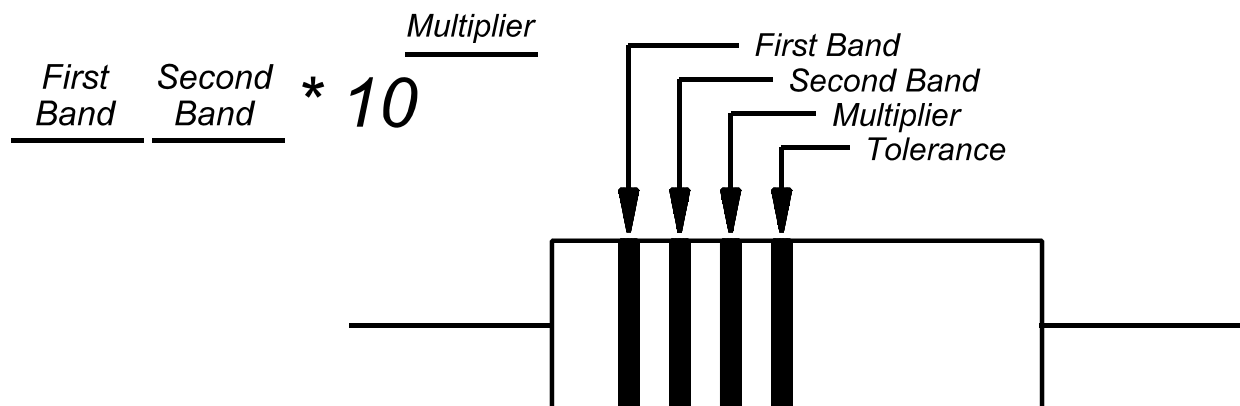 Multiplier
First Second
Band Band * 10
First Band
Second Band
Multiplier
Tolerance